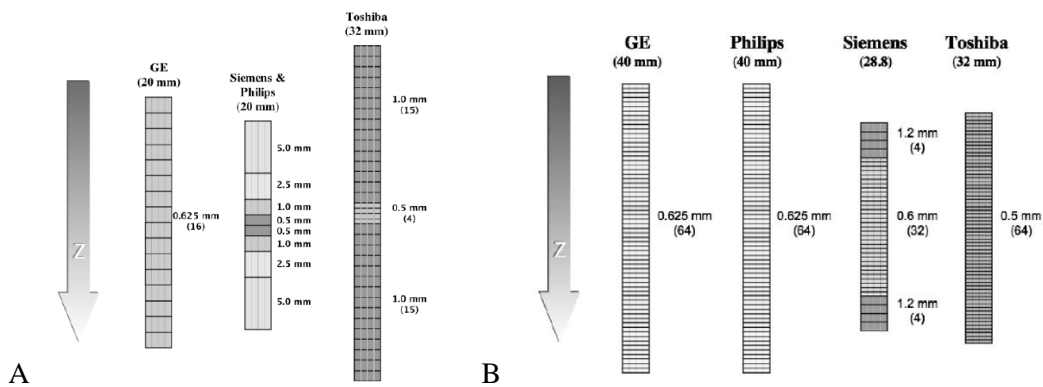 GE
(20 mm)
Siemens &
Philips
(20 mm)
Toshiba
(32 mm)
Z
0.625 mm
(16)
5.0 mm
2.5 mm
1.0 mm
0.5 mm
0.5 mm
1.0 mm
2.5 mm
5.0 mm
1.0 mm
(15)
0.5 mm
(4)
1.0 mm
(15)
A
GE
(40 mm)
Philips
(40 mm)
Siemens
(28.8)
Toshiba
(32 mm)
Z
0.625 mm
(64)
0.625 mm
(64)
1.2 mm
(4)
0.6 mm
(32)
1.2 mm
(4)
0.5 mm
(64)
B